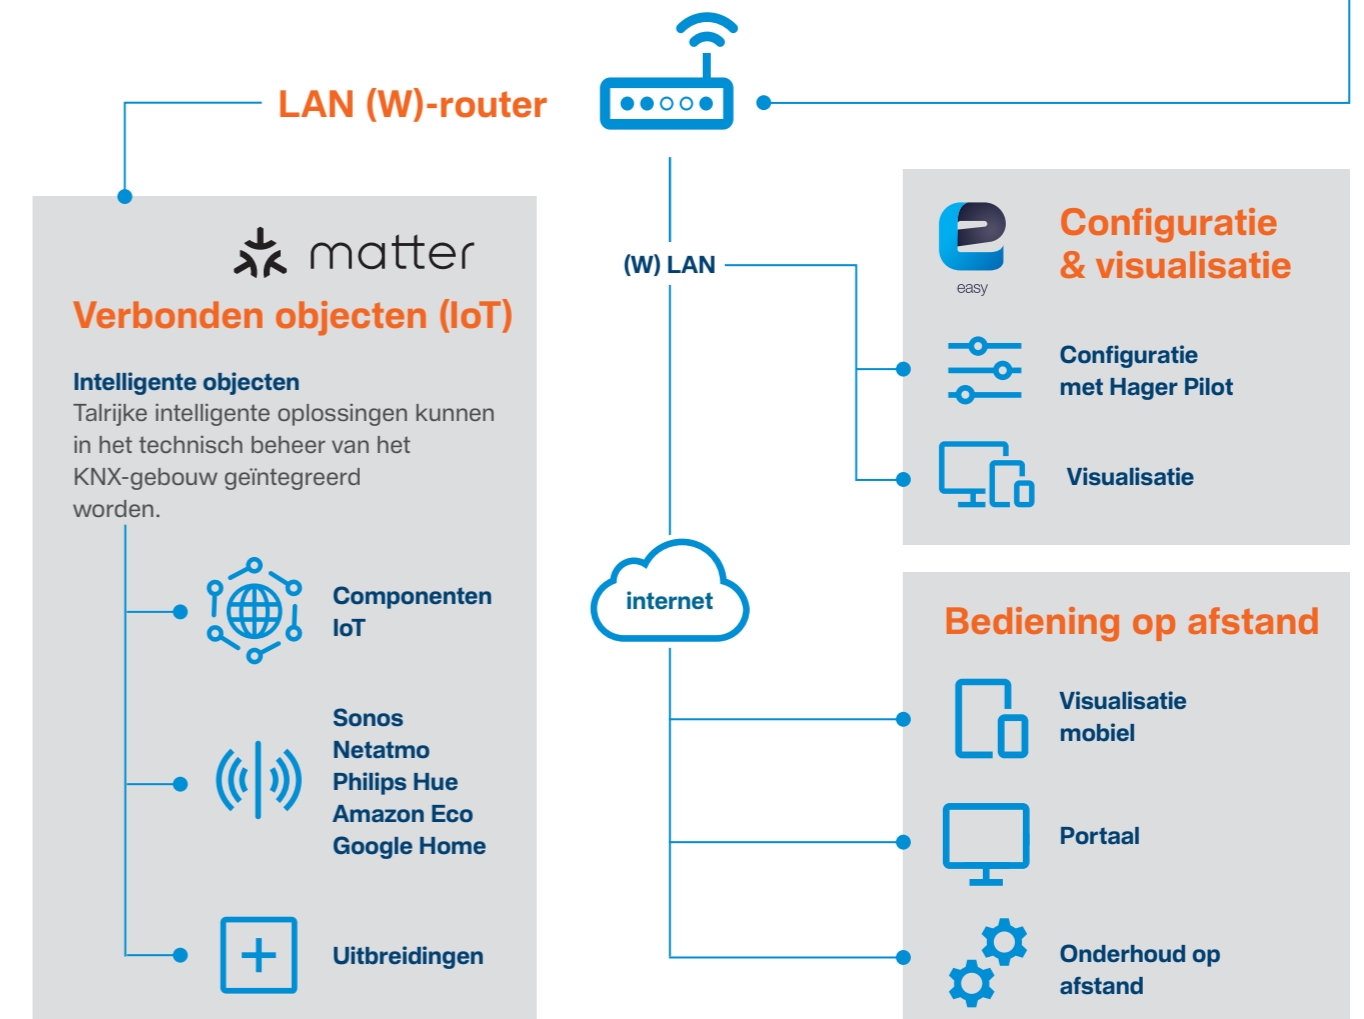 LAN (W)-router
matter
Verbonden objecten (IoT)
Intelligente objecten
Talrijke intelligente oplossingen kunnen
in het technisch beheer van het
KNX-gebouw geïntegreerd
worden.
Componenten
IoT
Sonos
Netatmo
Philips Hue
Amazon Eco
Google Home
Uitbreidingen
(W) LAN
internet
easy
Configuratie
& visualisatie
Configuratie
met Hager Pilot
Visualisatie
Bediening op afstand
Visualisatie
mobiel
Portaal
Onderhoud op
afstand